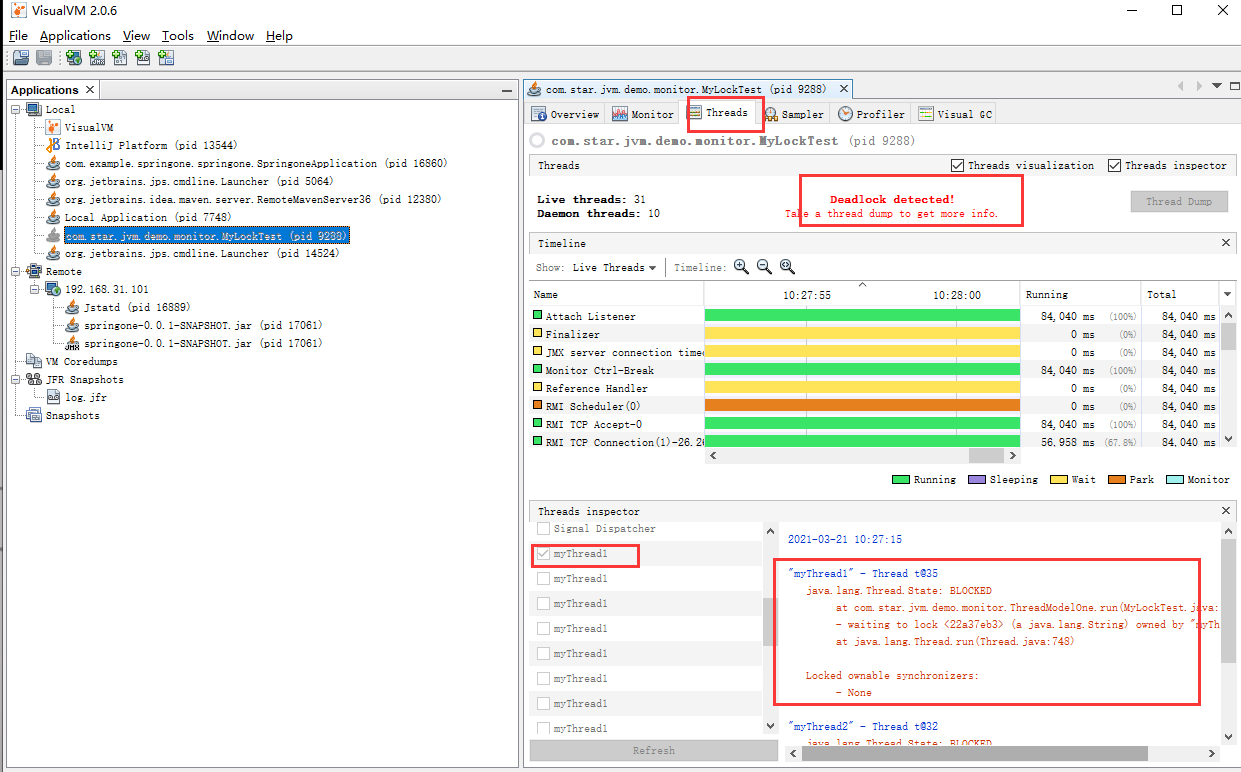 VisualVM 2.0.6
File Applications View Tools Window Help
Applications
Local
VisualVM
IntelliJ Platform (pid 13544)
com.example.springone.springone.SpringoneApplication (pid 16860)
org.jetbrains.jps.cmdline.Launcher (pid 5064)
org.jetbrains.idea.maven.server.RemoteMavenServer36 (pid 12380)
Local Application (pid 7748)
com.star.jvm.demo.monitor.MyLockTest (pid 9288)
org.jetbrains.jps.cmdline.Launcher (pid 14524)
Remote
192.168.31.101
Jstatd (pid 16889)
springone-0.0.1-SNAPSHOT.jar (pid 17061)
springone-0.0.1-SNAPSHOT.jar (pid 17061)
VM Coredumps
JFR Snapshots
log.jfr
Snapshots
com.star.jvm.demo.monitor.MyLockTest (pid 9288)
Overview Monitor Threads Sampler Profiler Visual GC
com.star.jvm.demo.monitor.MyLockTest (pid 9288)
Threads Threads visualization Threads inspector
Live threads: 31
Daemon threads: 10
Deadlock detected!
Take a thread dump to get more info.
Thread Dump
Timeline
Show: Live Threads Timeline:
Name 10:27:55 10:28:00 Running Total
Attach Listener 84,040 ms (100%) 84,040 ms
Finalizer 0 ms (0%) 84,040 ms
JMX server connection timeo 0 ms (0%) 84,040 ms
Monitor Ctrl-Break 84,040 ms (100%) 84,040 ms
Reference Handler 0 ms (0%) 84,040 ms
RMI Scheduler(0) 0 ms (0%) 84,040 ms
RMI TCP Accept-0 84,040 ms (100%) 84,040 ms
RMI TCP Connection(1)-26.26 56,958 ms (67.8%) 84,040 ms
Running Sleeping Wait Park Monitor
Threads inspector
Signal Dispatcher
myThread1
myThread1
myThread1
myThread1
myThread1
myThread1
myThread1
myThread1
Refresh
2021-03-21 10:27:15
"myThread1" - Thread t@35
java.lang.Thread.State: BLOCKED
at com.star.jvm.demo.monitor.ThreadModelOne.run(MyLockTest.java:
- waiting to lock <22a37eb3> (a java.lang.String) owned by "myTh
at java.lang.Thread.run(Thread.java:748)
Locked ownable synchronizers:
- None
"myThread2" - Thread t@32
java.lang.Thread.State: BLOCKED